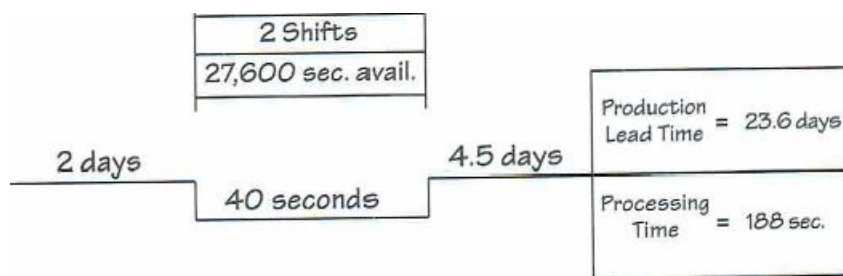 2 Shifts
27,600 sec. avail.
2 days
40 seconds
4.5 days
Production
Lead Time = 23.6 days
Processing
Time = 188 sec.